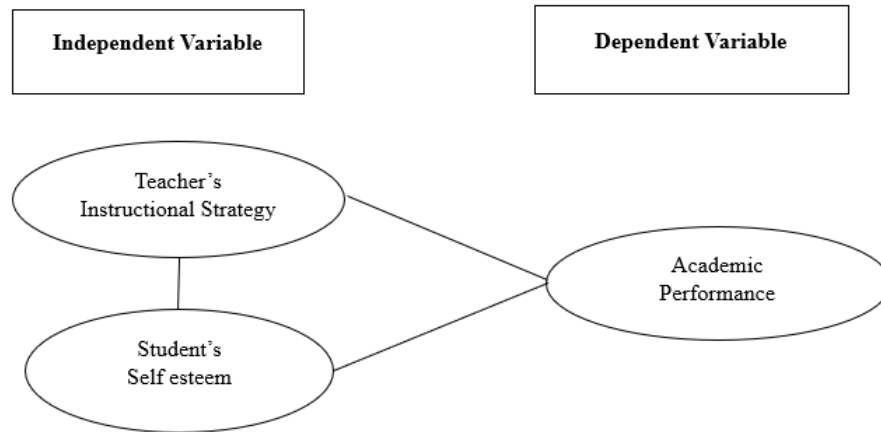 Independent Variable
Dependent Variable
Teacher’s
Instructional Strategy
Academic
Performance
Student’s
Self esteem